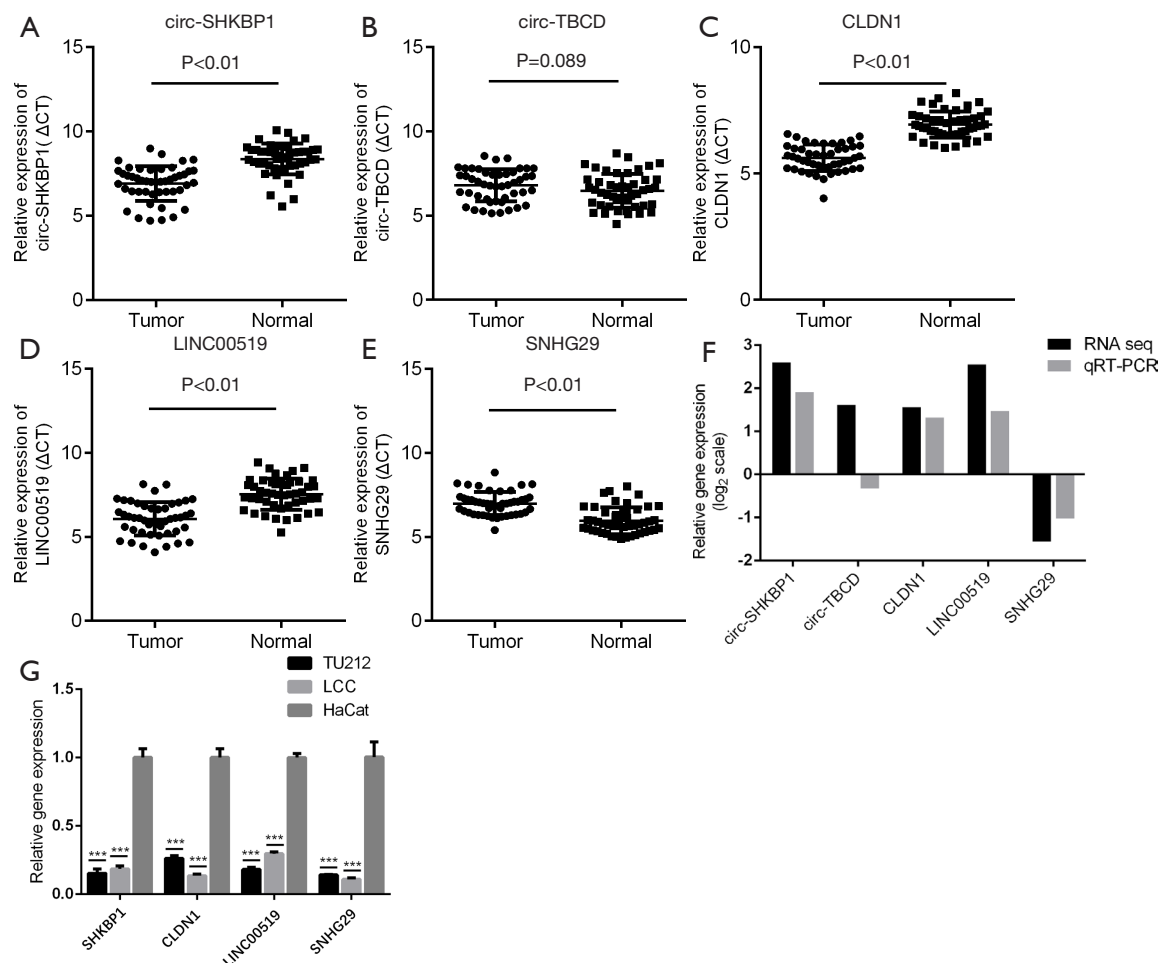 A
circ-SHKBP1
Relative expression of
circ-SHKBP1( ΔCT)
15
10
5
0
P<0.01
Tumor
Normal
B
circ-TBCD
Relative expression of
circ-TBCD (ΔCT)
15
10
5
0
P=0.089
Tumor
Normal
C
CLDN1
Relative expression of
CLDN1 (ΔCT)
10
5
0
P<0.01
Tumor
Normal
D
LINC00519
Relative expression of
LINC00519 (ΔCT)
15
10
5
0
P<0.01
Tumor
Normal
E
SNHG29
Relative expression of
SNHG29 (ΔCT)
15
10
5
0
P<0.01
Tumor
Normal
F
RNA seq
qRT-PCR
Relative gene expression
(log2 scale)
3
2
1
0
-1
-2
circ-SHKBP1
circ-TBCD
CLDN1
LINC00519
SNHG29
G
TU212
LCC
HaCat
Relative gene expression
1.5
1.0
0.5
0.0
*** ***
*** ***
*** ***
*** ***
SHKBP1
CLDN1
LINC00519
SNHG29